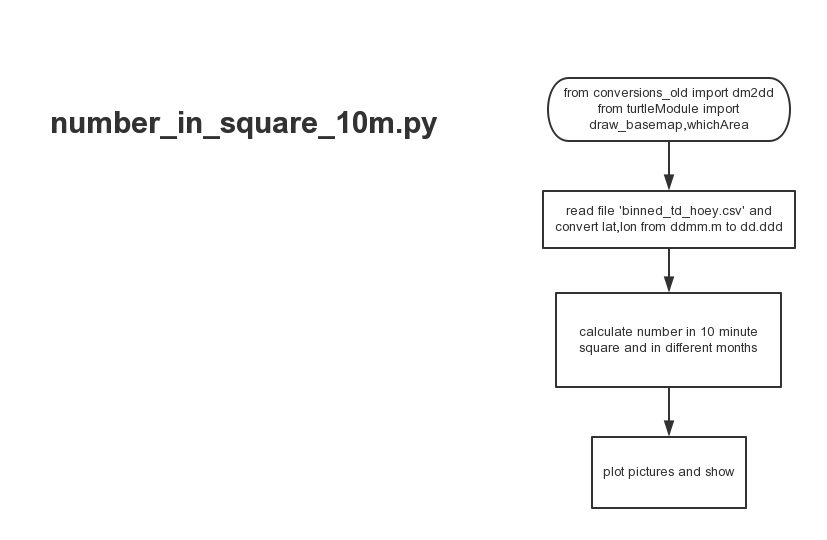 number_in_square_10m.py
from conversions_old import dm2dd
from turtleModule import
draw_basemap,whichArea
read file 'binned_td_hoey.csv' and
convert lat,lon from ddmm.m to dd.ddd
calculate number in 10 minute
square and in different months
plot pictures and show